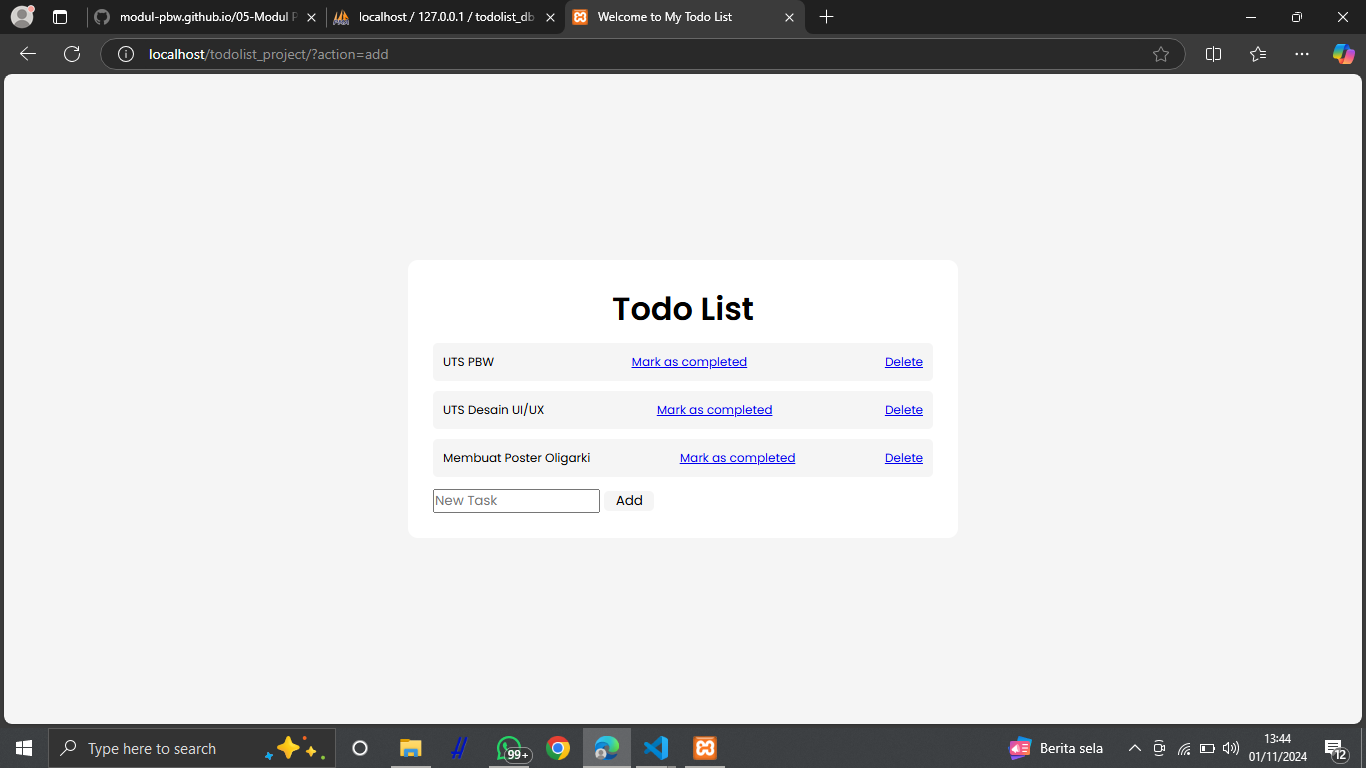 modul-pbw.github.io/05-Modul P
localhost / 127.0.0.1 / todolist_db
Welcome to My Todo List
localhost/todolist_project/?action=add
Todo List
UTS PBW Mark as completed Delete
UTS Desain UI/UX Mark as completed Delete
Membuat Poster Oligarki Mark as completed Delete
New Task Add
Type here to search
99+
Berita sela
13:44
01/11/2024
12